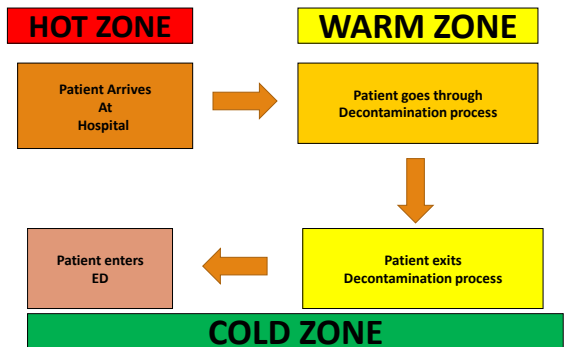 HOT ZONE
WARM ZONE
Patient Arrives
At
Hospital
Patient goes through
Decontamination process
Patient enters
ED
Patient exits
Decontamination process
COLD ZONE